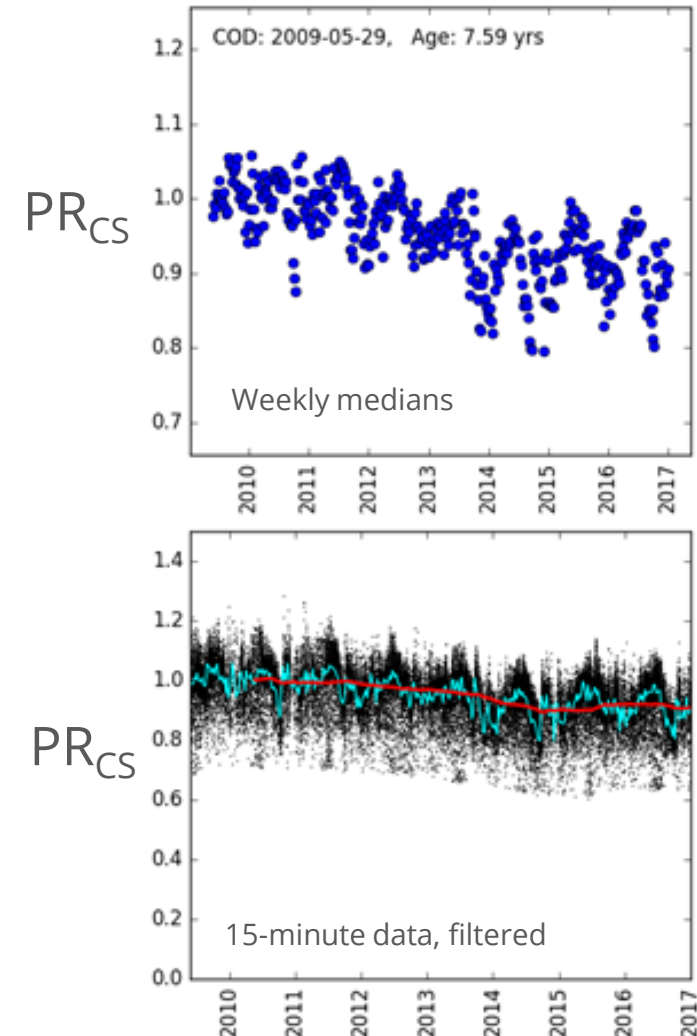 COD: 2009-05-29, Age: 7.59 yrs
1.2
1.1
1.0
0.9
0.8
0.7
PRCS
Weekly medians
2010 2011 2012 2013 2014 2015 2016 2017
1.4
1.2
1.0
0.8
0.6
0.4
0.2
0.0
PRCS
15-minute data, filtered
2010 2011 2012 2013 2014 2015 2016 2017